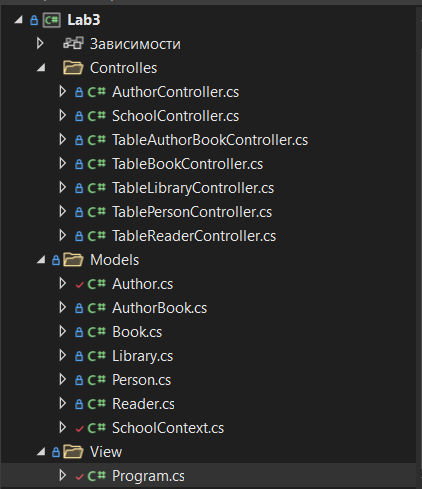 Lab3
Зависимости
Controlles
C# AuthorController.cs
C# SchoolController.cs
C# TableAuthorBookController.cs
C# TableBookController.cs
C# TableLibraryController.cs
C# TablePersonController.cs
C# TableReaderController.cs
Models
C# Author.cs
C# AuthorBook.cs
C# Book.cs
C# Library.cs
C# Person.cs
C# Reader.cs
C# SchoolContext.cs
View
C# Program.cs